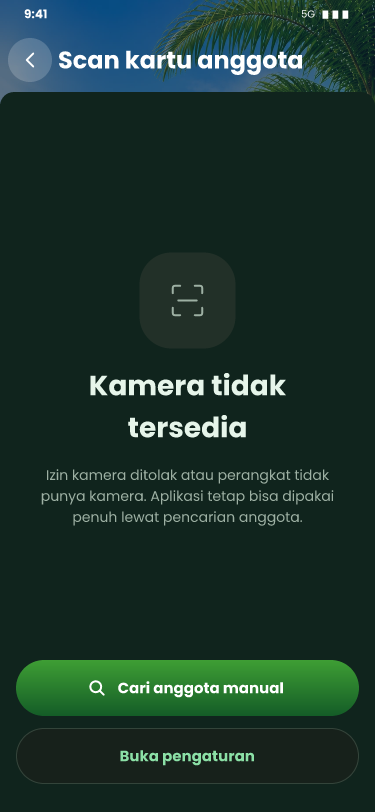 9:41
5G
Scan kartu anggota
Kamera tidak
tersedia
Izin kamera ditolak atau perangkat tidak
punya kamera. Aplikasi tetap bisa dipakai
penuh lewat pencarian anggota.
Cari anggota manual
Buka pengaturan